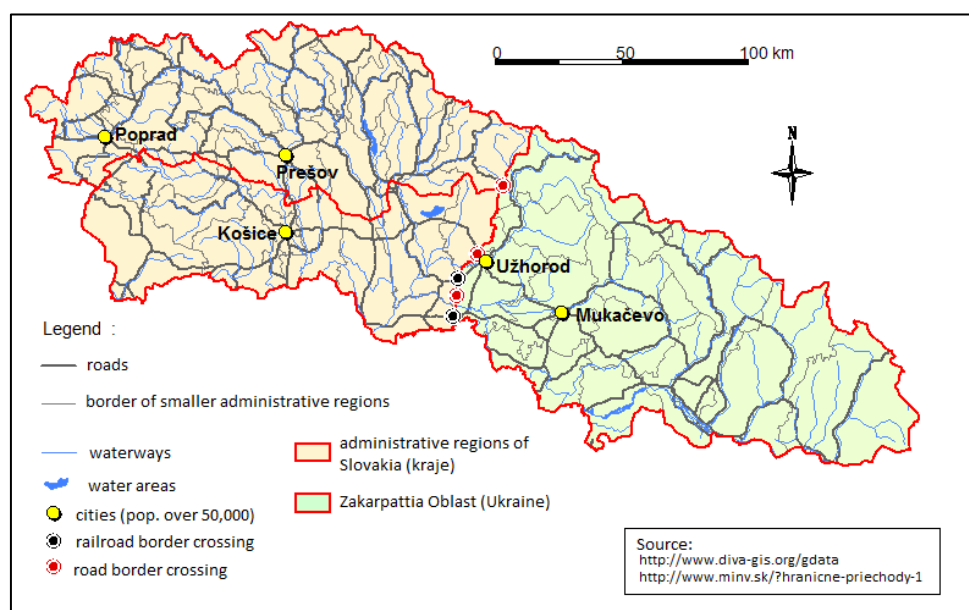 0 50 100 km
N
Poprad
Prešov
Košice
Užhorod
Mukačevo
Legend :
roads
border of smaller administrative regions
waterways
water areas
cities (pop. over 50,000)
railroad border crossing
road border crossing
administrative regions of
Slovakia (kraje)
Zakarpattia Oblast (Ukraine)
Source:
http://www.diva-gis.org/gdata
http://www.minv.sk/?hranicne-priechody-1